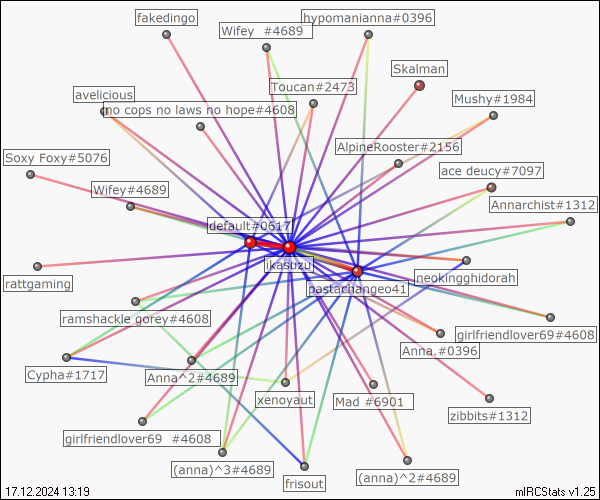 fakedingo
Wifey  #4689
hypomanianna#0396
Skalman
avelicious
Toucan#2473
Mushy#1984
no cops no laws no hope#4608
Soxy Foxy#5076
AlpineRooster#2156
ace deucy#7097
Wifey#4689
Annarchist#1312
default#0617
ikasuzu
rattgaming
pastachangeo41
neokingghidorah
ramshackle gorey#4608
girlfriendlover69#4608
Anna,#0396
Cypha#1717
Anna^2#4689
xenoyaut
Mad #6901
zibbits#1312
girlfriendlover69  #4608
(anna)^3#4689
frisout
(anna)^2#4689
17.12.2024 13:19
mIRCStats v1.25